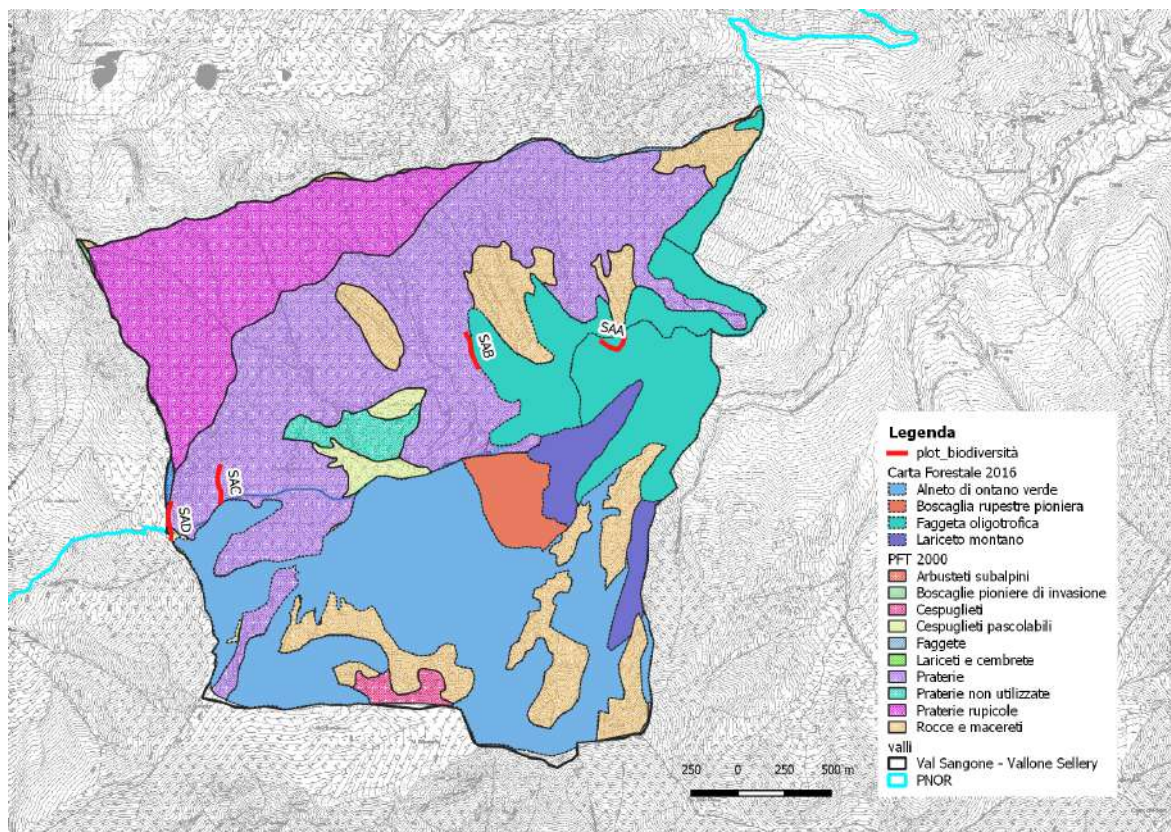 SAA
SAB
SAC
SAD
Legenda
plot_biodiversità
Carta Forestale 2016
Alneto di ontano verde
Boscaglia rupestre pioniera
Faggeta oligotrofica
Lariceto montano
PFT 2000
Arbusteti subalpini
Boscaglie pioniere di invasione
Cespuglieti
Cespuglieti pascolabili
Faggete
Lariceti e cembrete
Praterie
Praterie non utilizzate
Praterie rupicole
Rocce e macereti
valli
Val Sangone - Vallone Sellery
PNOR
250 0 250 500 m